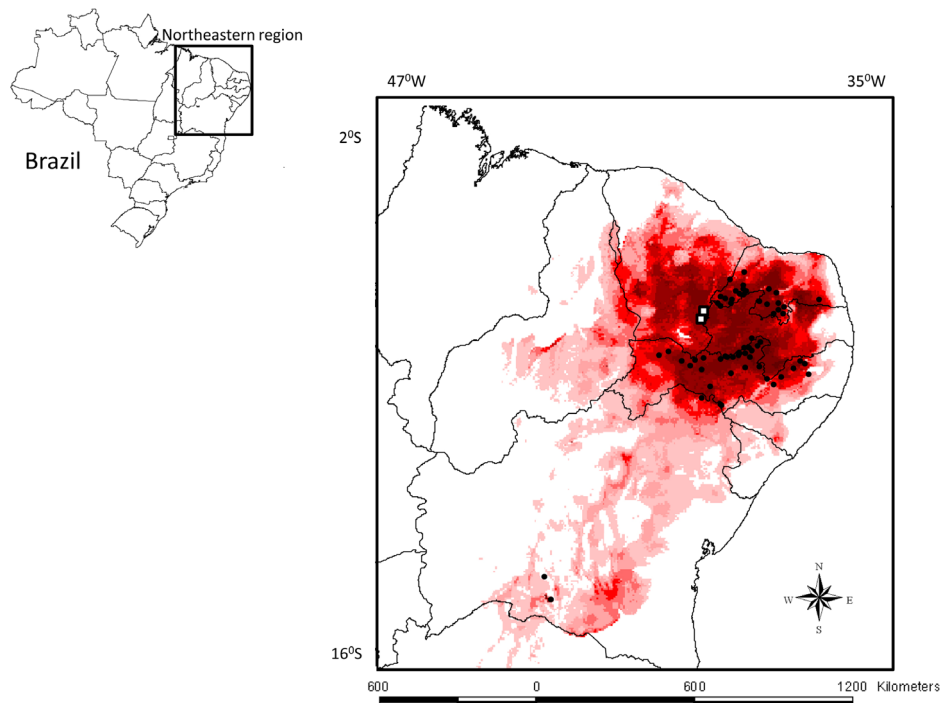 Northeastern region
Brazil
47⁰W
35⁰W
2⁰S
16⁰S
N
W
E
S
600
0
600
1200
Kilometers